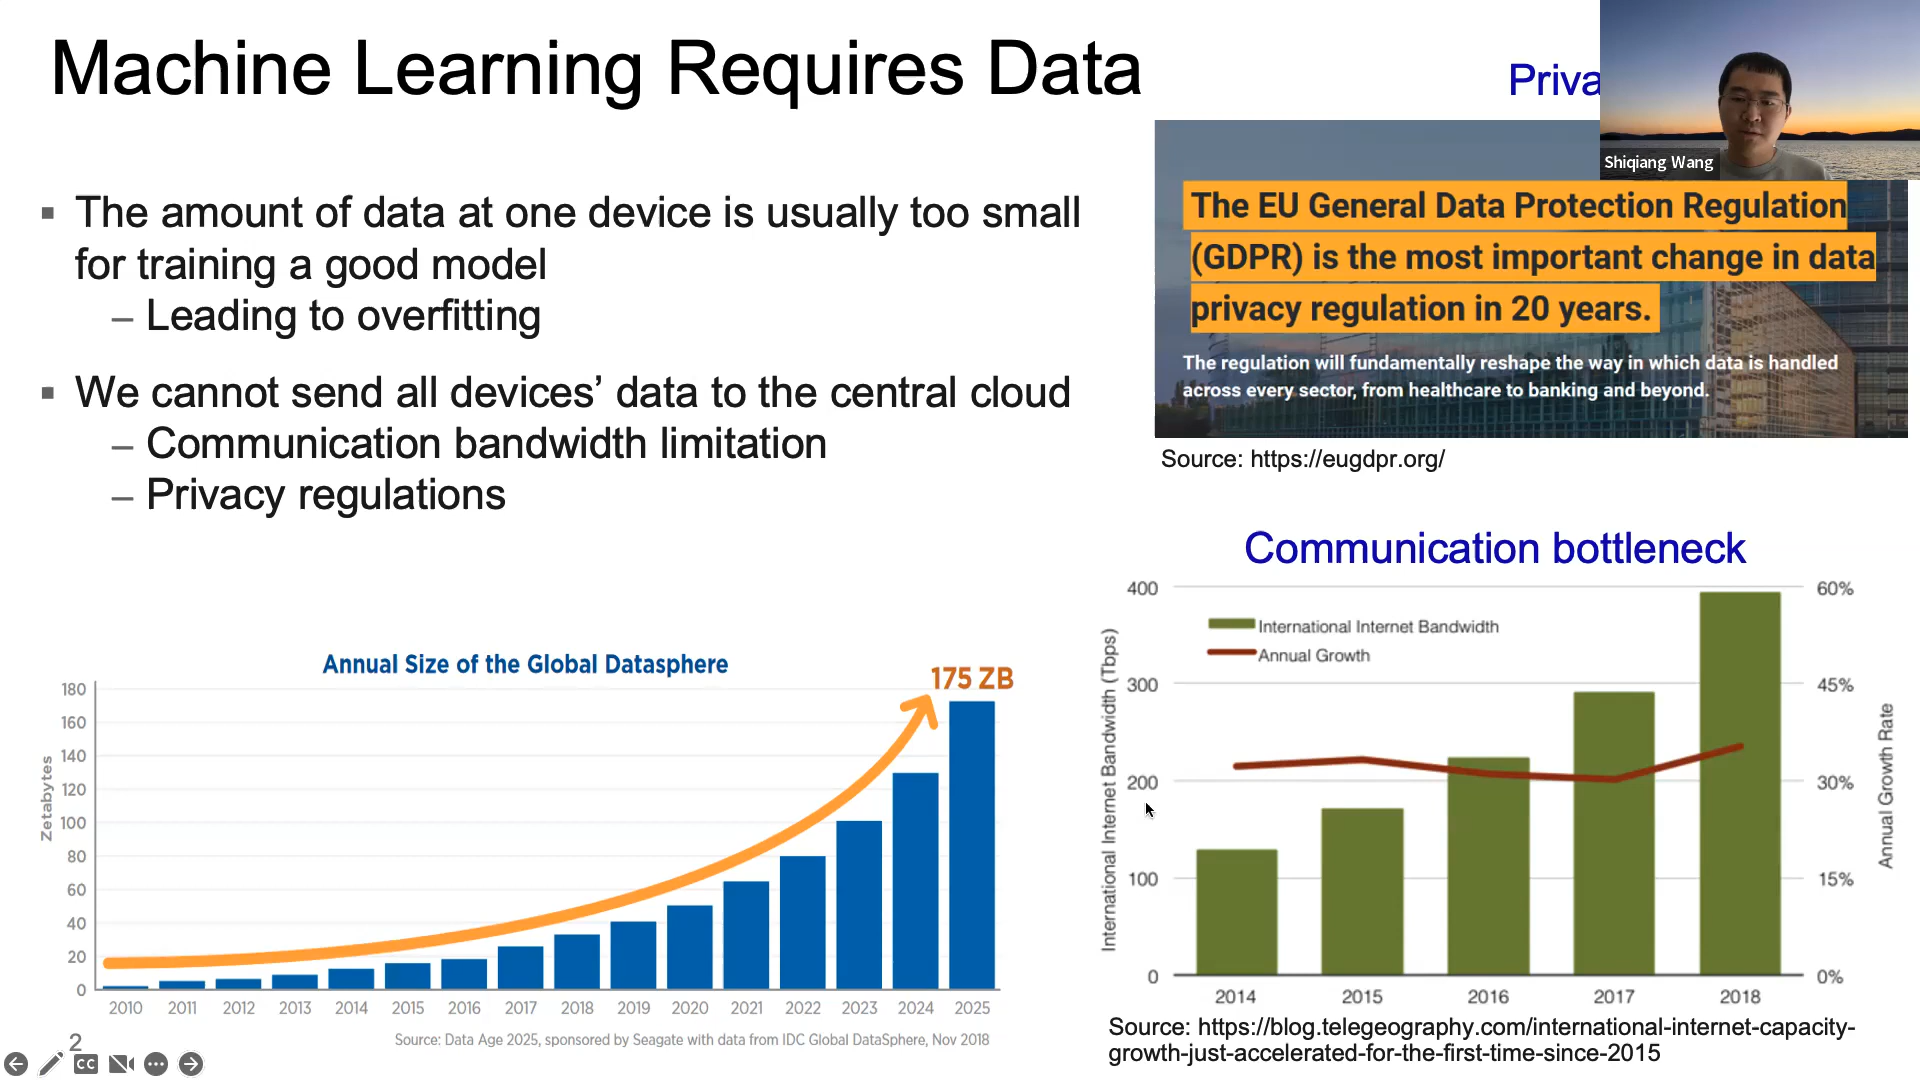 Machine Learning Requires Data
▪ The amount of data at one device is usually too small
for training a good model
– Leading to overfitting
▪ We cannot send all devices’ data to the central cloud
– Communication bandwidth limitation
– Privacy regulations
Priva
Shiqiang Wang
The EU General Data Protection Regulation
(GDPR) is the most important change in data
privacy regulation in 20 years.
The regulation will fundamentally reshape the way in which data is handled
across every sector, from healthcare to banking and beyond.
Source: https://eugdpr.org/
Annual Size of the Global Datasphere
175 ZB
Zetabytes
180
160
140
120
100
80
60
40
20
0
2010 2011 2012 2013 2014 2015 2016 2017 2018 2019 2020 2021 2022 2023 2024 2025
Source: Data Age 2025, sponsored by Seagate with data from IDC Global DataSphere, Nov 2018
Communication bottleneck
International Internet Bandwidth (Tbps)
400
300
200
100
0
International Internet Bandwidth
Annual Growth
60%
45%
30%
15%
0%
Annual Growth Rate
2014 2015 2016 2017 2018
Source: https://blog.telegeography.com/international-internet-capacity-
growth-just-accelerated-for-the-first-time-since-2015
2
CC